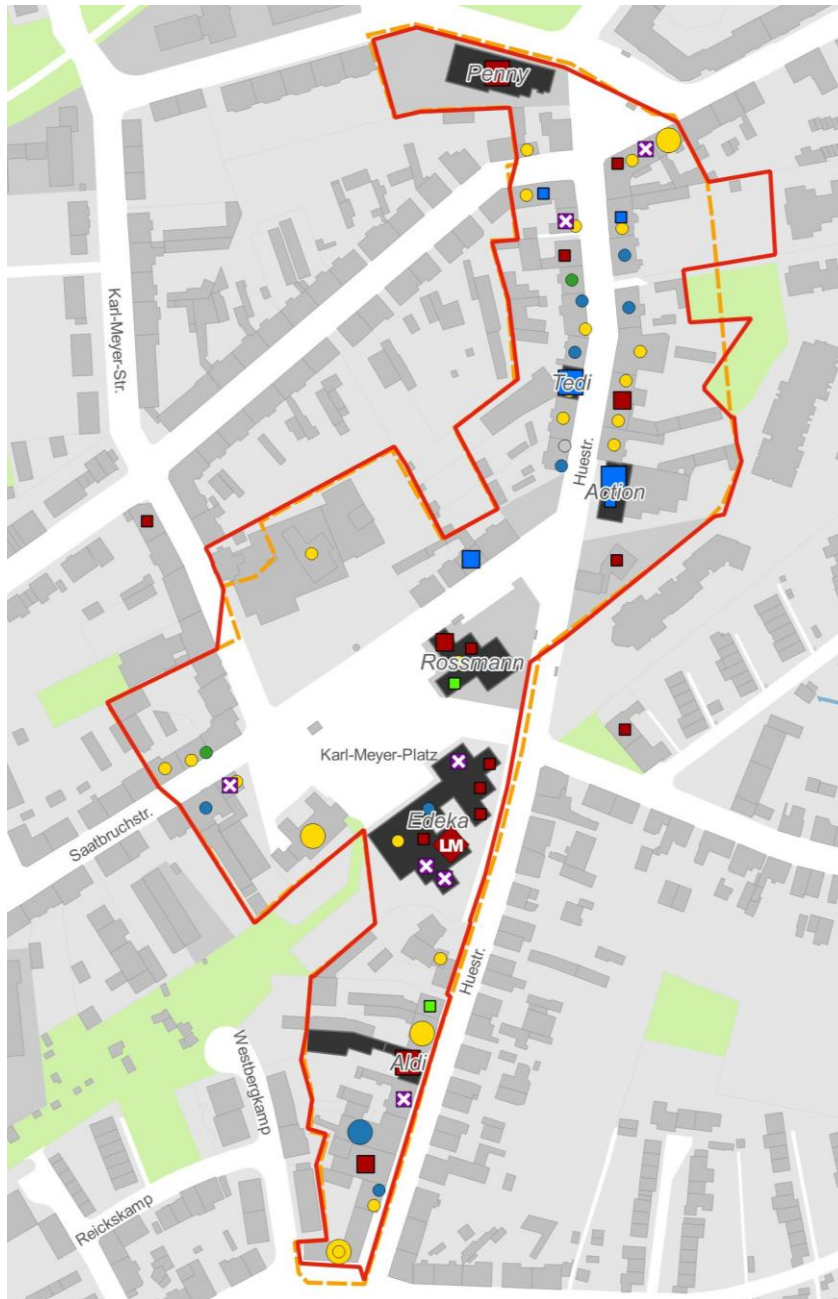 Penny
Karl-Meyer-Str.
Tedi
Huestr.
Action
Rossmann
Karl-Meyer-Platz
Saatbruchstr.
Edeka
LM
Huestr.
Westbergkamp
Aldi
Reickskamp